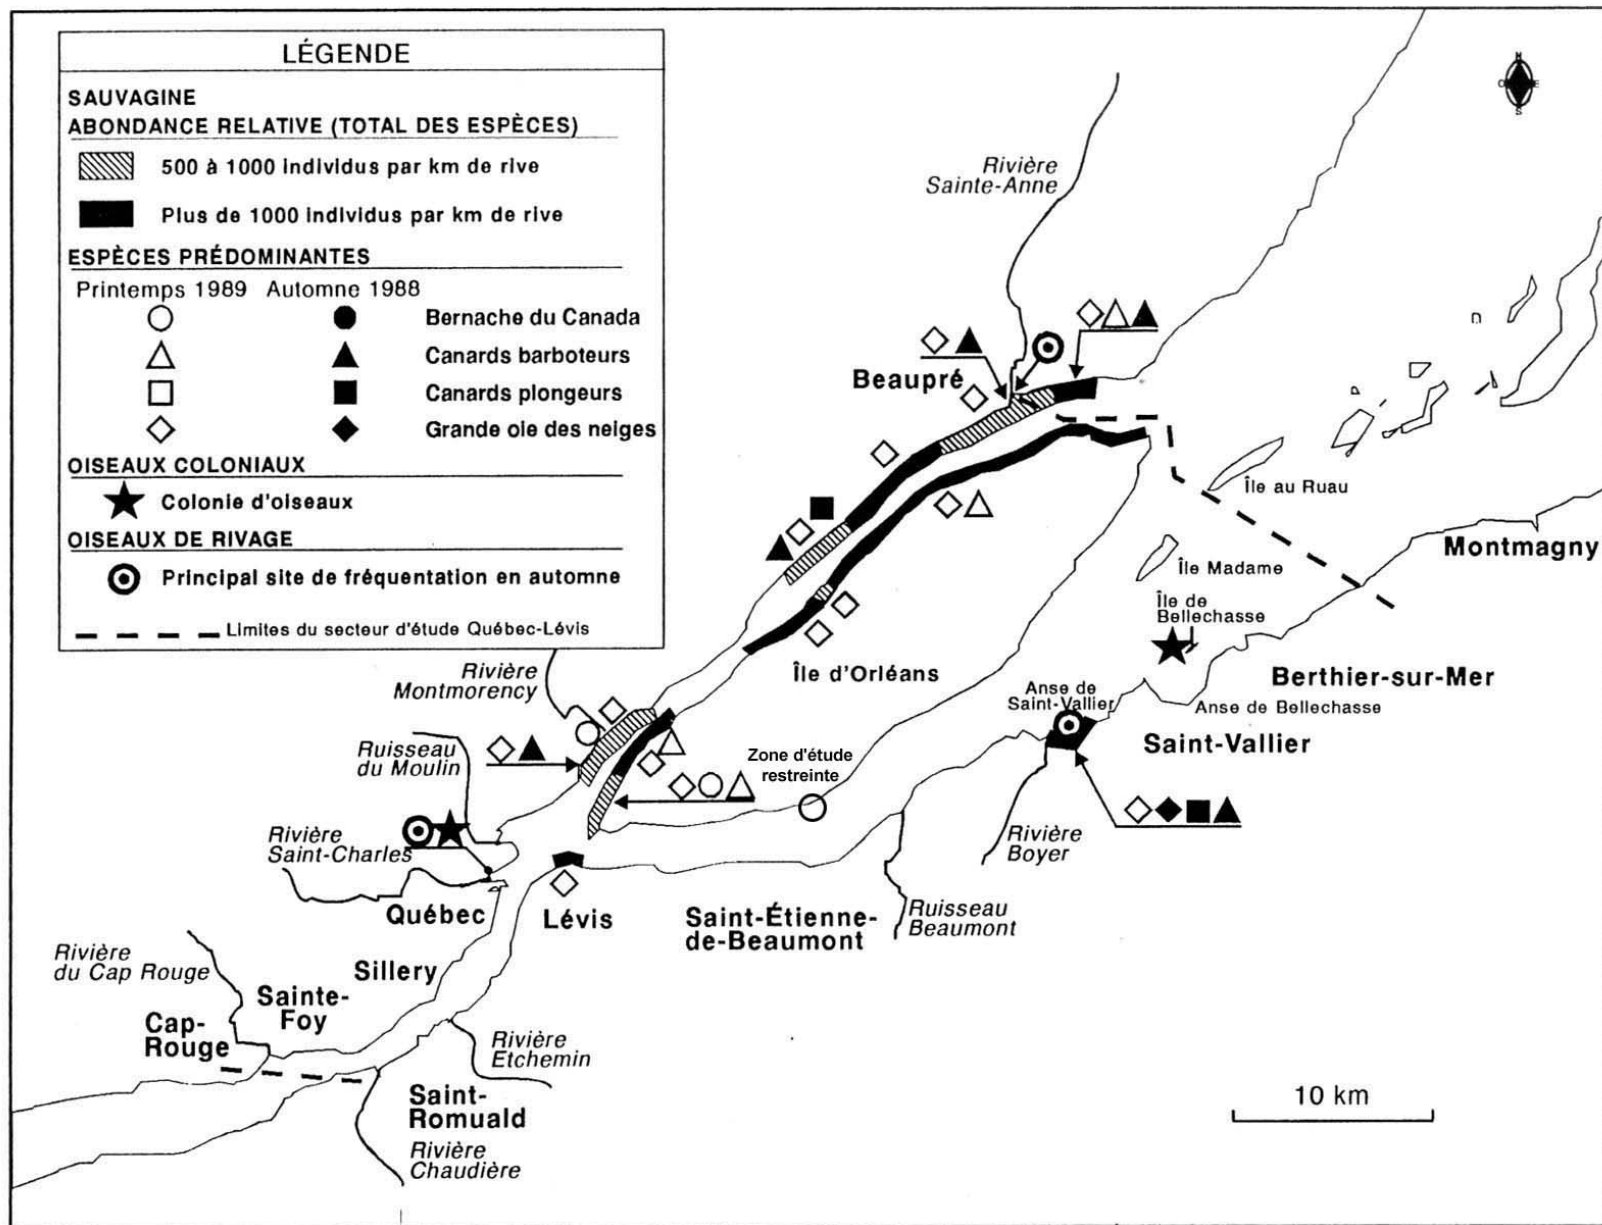 LÉGENDE
SAUVAGINE
ABONDANCE RELATIVE (TOTAL DES ESPÈCES)
500 à 1000 individus par km de rive
Plus de 1000 individus par km de rive
ESPÈCES PRÉDOMINANTES
Printemps 1989 Automne 1988
Bernache du Canada
Canards barboteurs
Canards plongeurs
Grande oie des neiges
OISEAUX COLONIAUX
Colonie d'oiseaux
OISEAUX DE RIVAGE
Principal site de fréquentation en automne
Limites du secteur d'étude Québec-Lévis
N
O E
S
Rivière
Sainte-Anne
Beaupré
Île au Ruau
Montmagny
Île Madame
Île de
Bellechasse
Île d'Orléans
Berthier-sur-Mer
Anse de
Saint-Vallier
Anse de Bellechasse
Saint-Vallier
Rivière
Montmorency
Ruisseau
du Moulin
Zone d'étude
restreinte
Rivière
Saint-Charles
Rivière
Boyer
Québec
Lévis
Saint-Étienne-
de-Beaumont
Ruisseau
Beaumont
Rivière
du Cap Rouge
Sillery
Sainte-
Foy
Cap-
Rouge
Rivière
Etchemin
Saint-
Romuald
Rivière
Chaudière
10 km